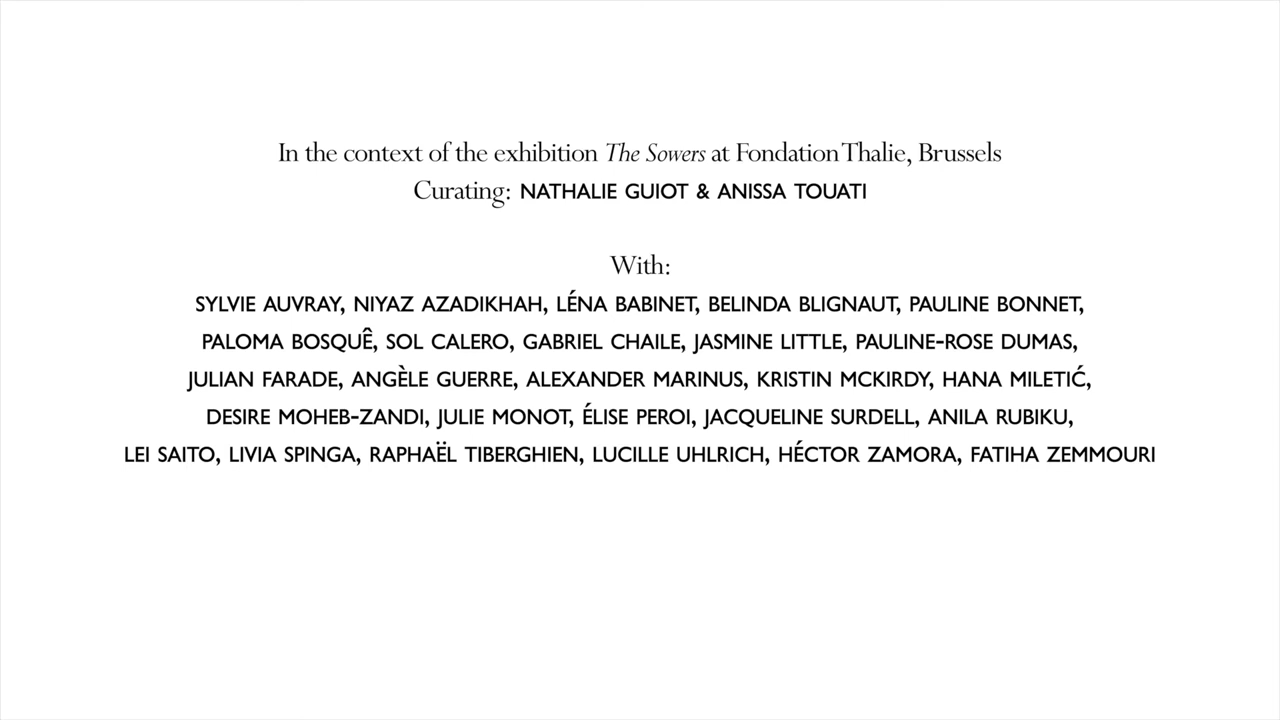 In the context of the exhibition The Sowers at Fondation Thalie, Brussels
Curating: NATHALIE GUIOT & ANISSA TOUATI
With:
SYLVIE AUVRAY, NIYAZ AZADIKHAH, LÉNA BABINET, BELINDA BLIGNAUT, PAULINE BONNET,
PALOMA BOSQUÊ, SOL CALERO, GABRIEL CHAILE, JASMINE LITTLE, PAULINE-ROSE DUMAS,
JULIAN FARADE, ANGÈLE GUERRE, ALEXANDER MARINUS, KRISTIN MCKIRDY, HANA MILETIĆ,
DESIRE MOHEB-ZANDI, JULIE MONOT, ÉLISE PEROI, JACQUELINE SURDELL, ANILA RUBIKU,
LEI SAITO, LIVIA SPINGA, RAPHAËL TIBERGHIEN, LUCILLE UHLRICH, HÉCTOR ZAMORA, FATIHA ZEMMOURI